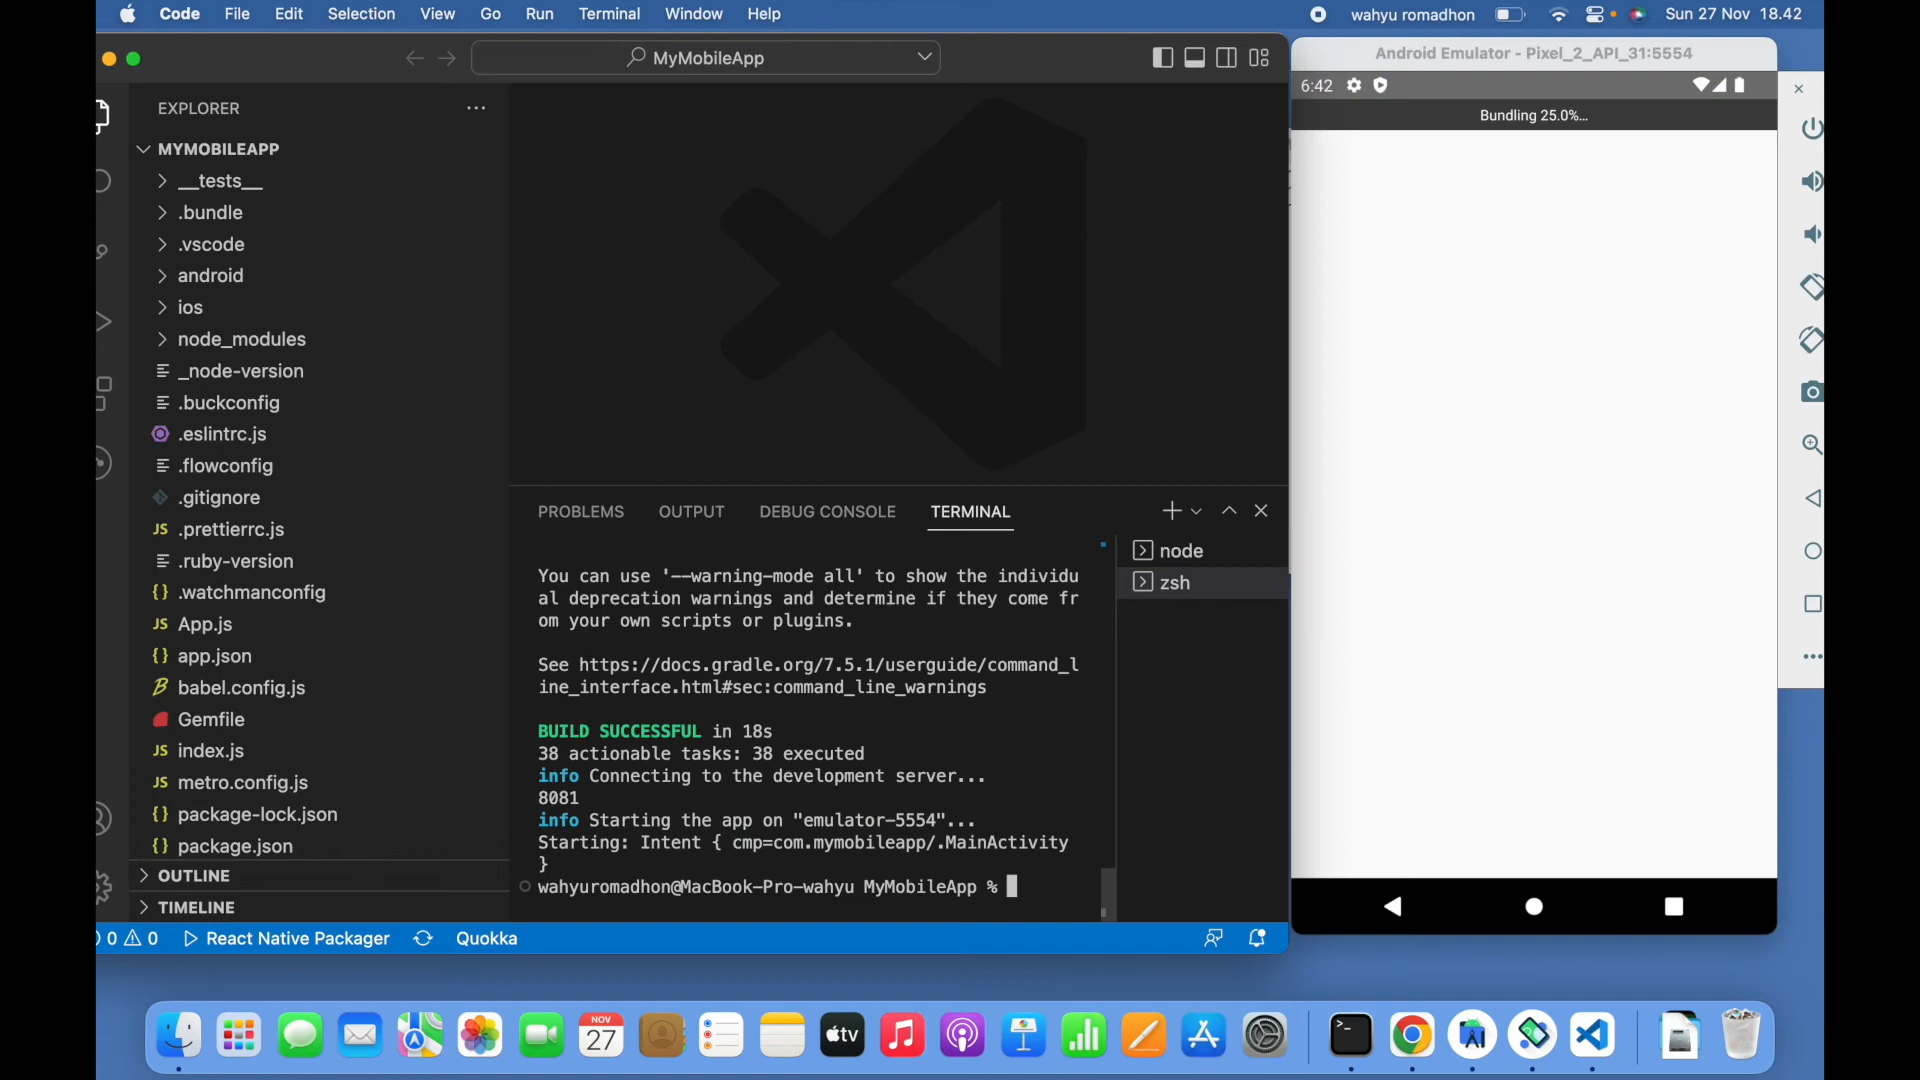 Code File Edit Selection View Go Run Terminal Window Help
wahyu romadhon Sun 27 Nov 18.42
MyMobileApp
EXPLORER
MYMOBILEAPP
__tests__
.bundle
.vscode
android
ios
node_modules
_node-version
.buckconfig
.eslintrc.js
.flowconfig
.gitignore
JS .prettierrc.js
.ruby-version
{} .watchmanconfig
JS App.js
{} app.json
babel.config.js
Gemfile
JS index.js
JS metro.config.js
{} package-lock.json
{} package.json
OUTLINE
TIMELINE
PROBLEMS OUTPUT DEBUG CONSOLE TERMINAL
You can use '--warning-mode all' to show the individu
al deprecation warnings and determine if they come fr
om your own scripts or plugins.
See https://docs.gradle.org/7.5.1/userguide/command_l
ine_interface.html#sec:command_line_warnings
BUILD SUCCESSFUL in 18s
38 actionable tasks: 38 executed
info Connecting to the development server...
8081
info Starting the app on "emulator-5554"...
Starting: Intent { cmp=com.mymobileapp/.MainActivity
}
wahyuromadhon@MacBook-Pro-wahyu MyMobileApp %
node
zsh
0 0 React Native Packager Quokka
Android Emulator - Pixel_2_API_31:5554
6:42
Bundling 25.0%...
NOV
27
tv
>_